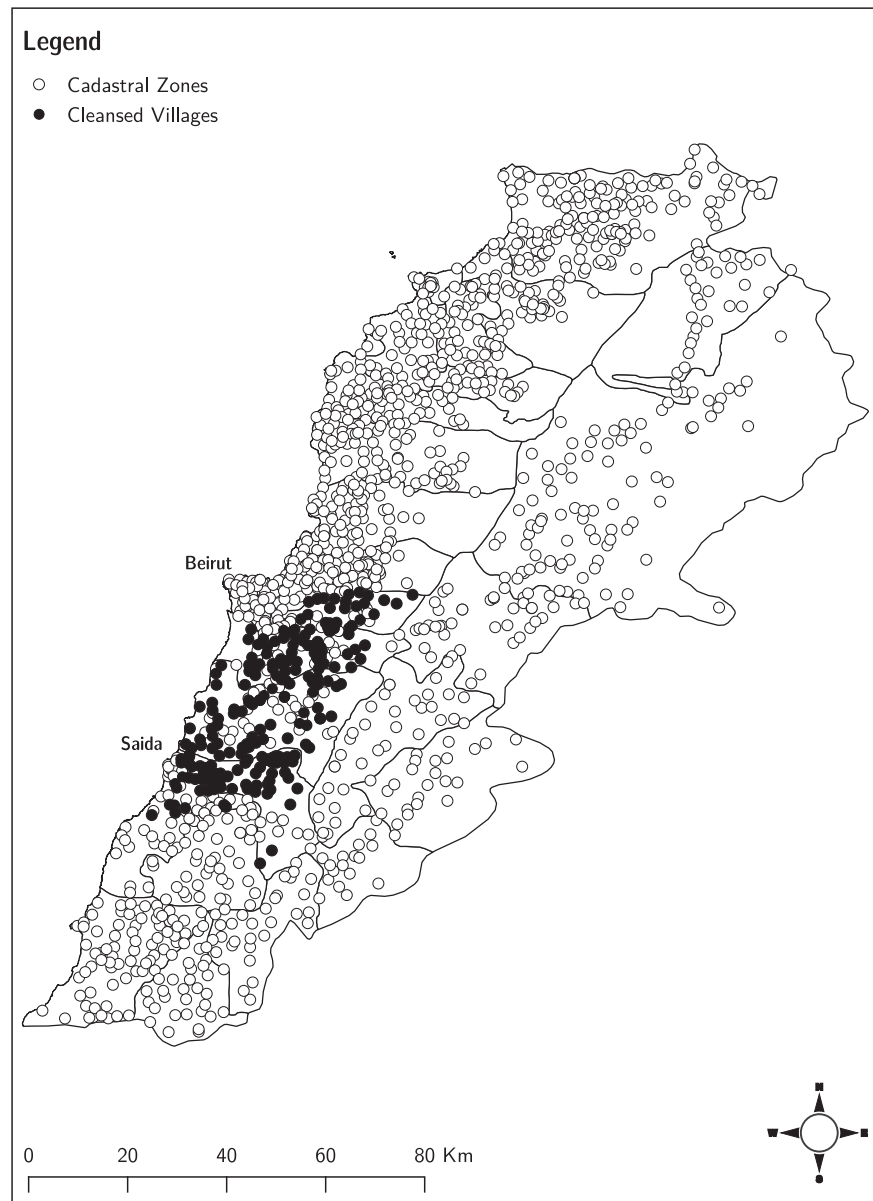 Legend
Cadastral Zones
Cleansed Villages
Beirut
Saida
N
W
E
S
0 20 40 60 80 Km